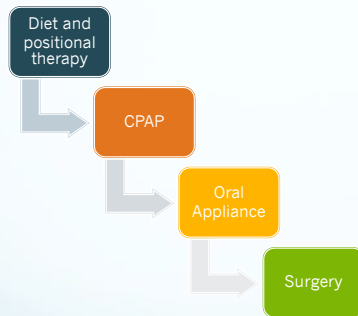 Diet and
positional
therapy
CPAP
Oral
Appliance
Surgery